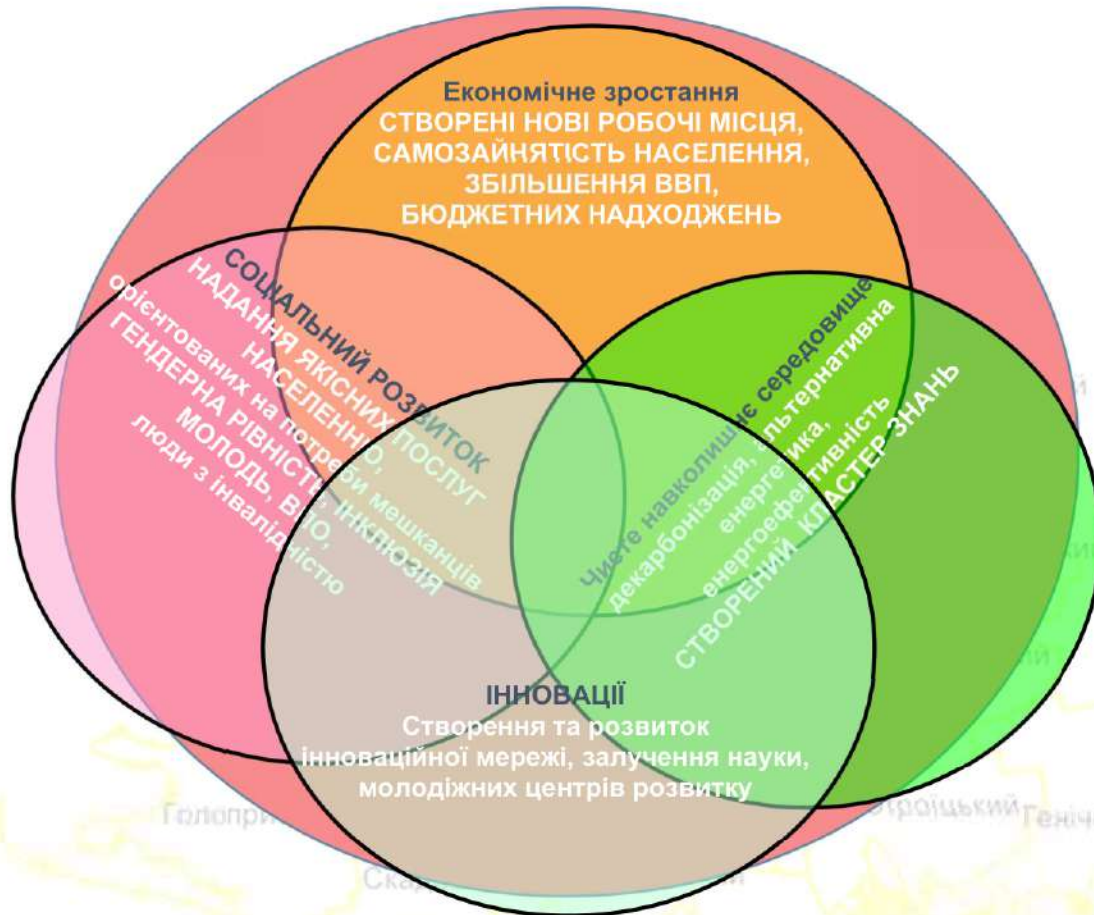 Економічне зростання
СТВОРЕНІ НОВІ РОБОЧІ МІСЦЯ,
САМОЗАЙНЯТІСТЬ НАСЕЛЕННЯ,
ЗБІЛЬШЕННЯ ВВП,
БЮДЖЕТНИХ НАДХОДЖЕНЬ
СОЦІАЛЬНИЙ РОЗВИТОК
НАДАННЯ ЯКІСНИХ ПОСЛУГ
НАСЕЛЕННЮ,
орієнтованих на потреби мешканців
ГЕНДЕРНА РІВНІСТЬ, ІНКЛЮЗІЯ
МОЛОДЬ, ВПО,
люди з інвалідністю
Чисте навколишнє середовище
декарбонізація, альтернативна
енергетика,
енергоефективність
СТВОРЕНИЙ КЛАСТЕР ЗНАНЬ
ІННОВАЦІЇ
Створення та розвиток
інноваційної мережі, залучення науки,
молодіжних центрів розвитку